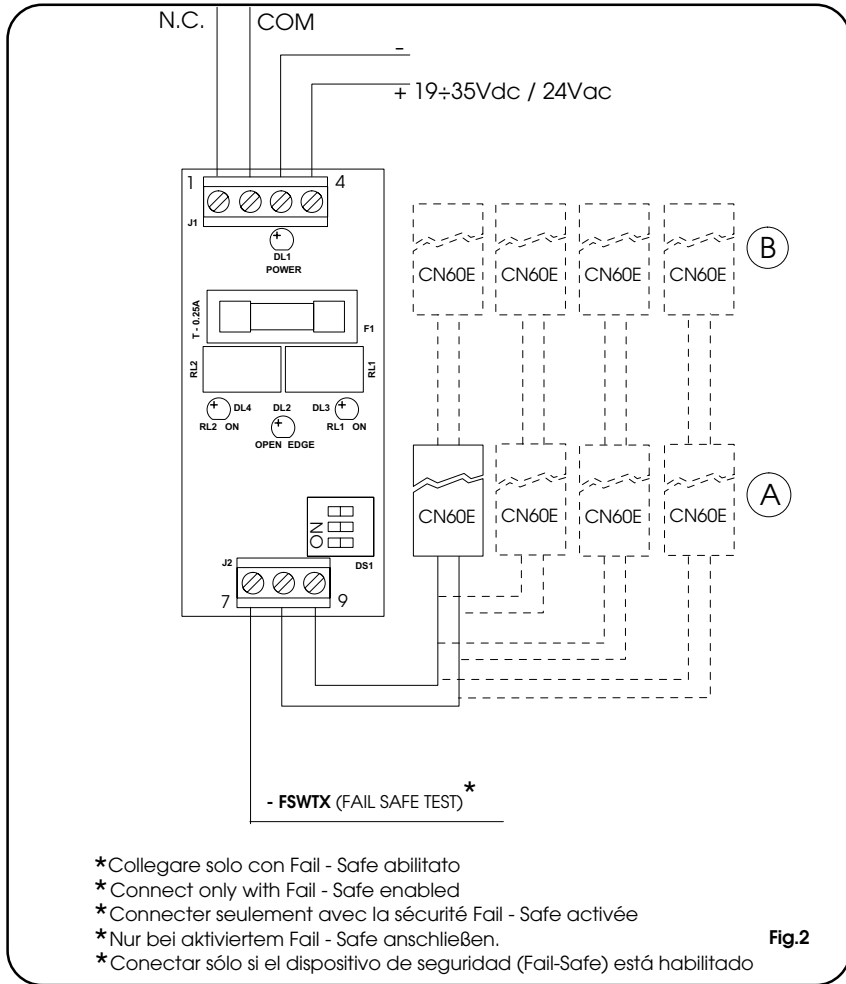 N.C. COM
-
+ 19÷35Vdc / 24Vac
1 4
J1
DL1
POWER
T - 0.25A
F1
RL2 RL1
DL4 DL2 DL3
RL2 ON RL1 ON
OPEN EDGE
ON
DS1
J2
7 9
CN60E CN60E CN60E CN60E
B
CN60E CN60E CN60E CN60E
A
- FSWTX (FAIL SAFE TEST)*
*Collegare solo con Fail - Safe abilitato
*Connect only with Fail - Safe enabled
*Connecter seulement avec la sécurité Fail - Safe activée
*Nur bei aktiviertem Fail - Safe anschließen.
*Conectar sólo si el dispositivo de seguridad (Fail-Safe) está habilitado
Fig.2